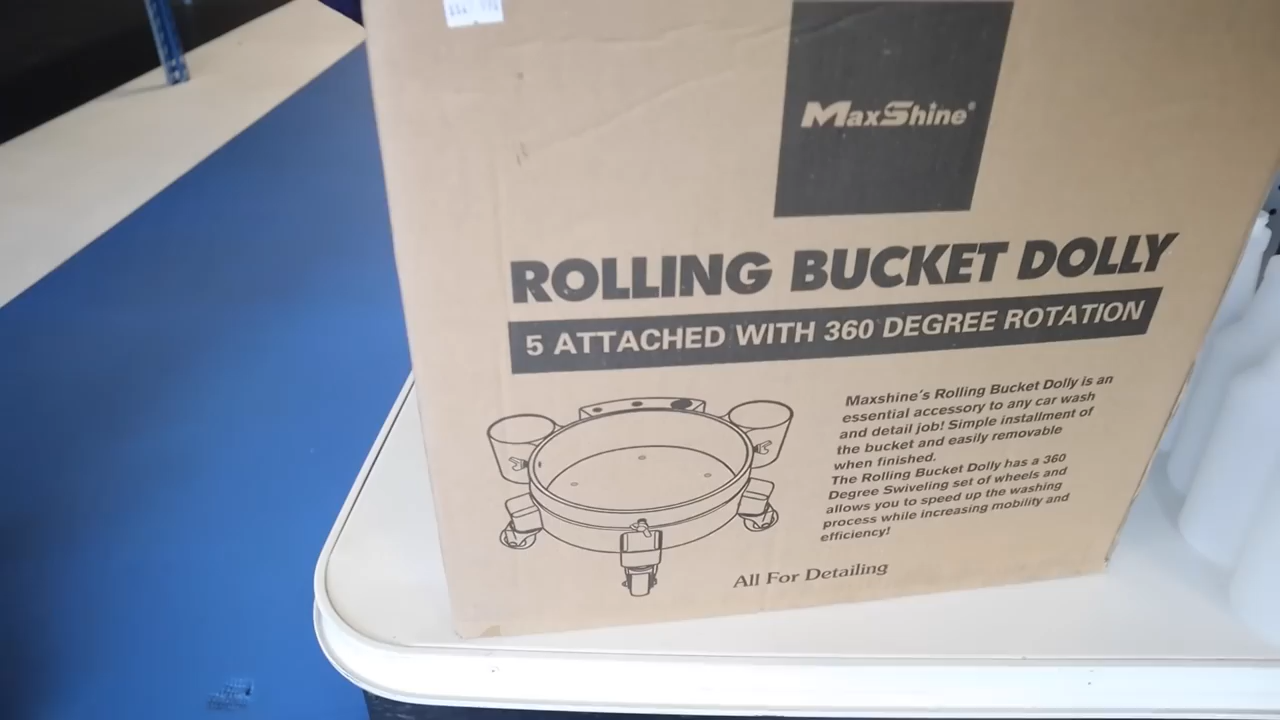 MaxShine®
ROLLING BUCKET DOLLY
5 ATTACHED WITH 360 DEGREE ROTATION
Maxshine's Rolling Bucket Dolly is an
essential accessory to any car wash
and detail job! Simple installment of
the bucket and easily removable
when finished.
The Rolling Bucket Dolly has a 360
Degree Swiveling set of wheels and
allows you to speed up the washing
process while increasing mobility and
efficiency!
All For Detailing